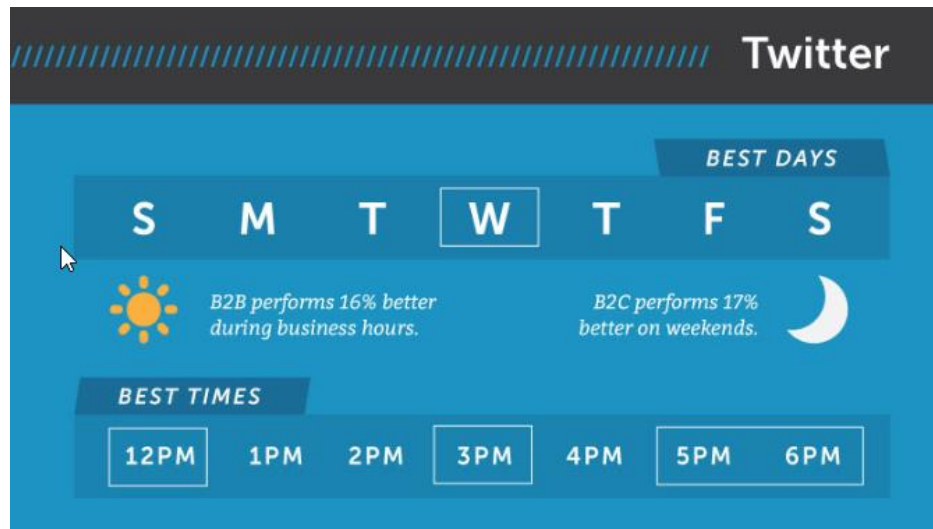 Twitter
BEST DAYS
S M T W T F S
B2B performs 16% better
during business hours.
B2C performs 17%
better on weekends.
BEST TIMES
12PM 1PM 2PM 3PM 4PM 5PM 6PM